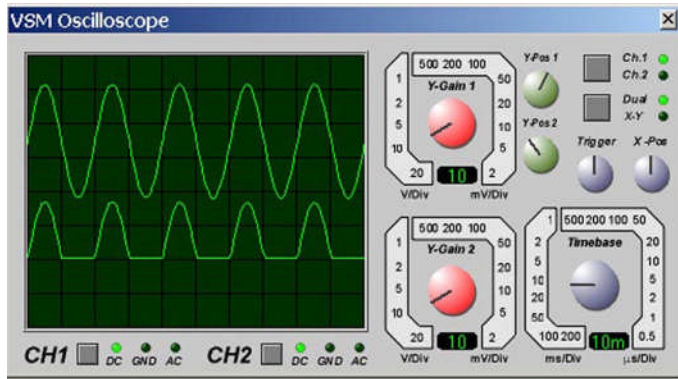 VSM Oscilloscope
500 200 100
1
2
5
10
20
Y-Gain 1
50
20
10
5
2
10
V/Div
mV/Div
Y-Pos 1
Y-Pos 2
Ch.1
Ch.2
Dual
X-Y
Trigger
X-Pos
500 200 100
1
2
5
10
20
Y-Gain 2
50
20
10
5
2
10
V/Div
mV/Div
1
500 200 100 50
2
5
10
20
50
100 200
Timebase
20
10
5
2
1
0.5
10m
ms/Div
µs/Div
CH1
DC GND AC
CH2
DC GND AC